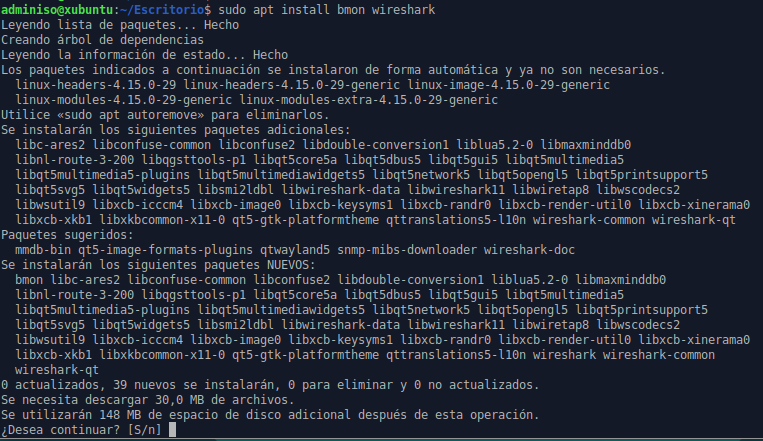 adminiso@xubuntu:~/Escritorio$ sudo apt install bmon wireshark
Leyendo lista de paquetes... Hecho
Creando árbol de dependencias
Leyendo la información de estado... Hecho
Los paquetes indicados a continuación se instalaron de forma automática y ya no son necesarios.
  linux-headers-4.15.0-29 linux-headers-4.15.0-29-generic linux-image-4.15.0-29-generic
  linux-modules-4.15.0-29-generic linux-modules-extra-4.15.0-29-generic
Utilice «sudo apt autoremove» para eliminarlos.
Se instalarán los siguientes paquetes adicionales:
  libc-ares2 libconfuse-common libconfuse2 libdouble-conversion1 liblua5.2-0 libmaxminddb0
  libnl-route-3-200 libqgsttools-p1 libqt5core5a libqt5dbus5 libqt5gui5 libqt5multimedia5
  libqt5multimedia5-plugins libqt5multimediawidgets5 libqt5network5 libqt5opengl5 libqt5printsupport5
  libqt5svg5 libqt5widgets5 libsmi2ldbl libwireshark-data libwireshark11 libwiretap8 libwscodecs2
  libwsutil9 libxcb-icccm4 libxcb-image0 libxcb-keysyms1 libxcb-randr0 libxcb-render-util0 libxcb-xinerama0
  libxcb-xkb1 libxkbcommon-x11-0 qt5-gtk-platformtheme qttranslations5-l10n wireshark-common wireshark-qt
Paquetes sugeridos:
  mmdb-bin qt5-image-formats-plugins qtwayland5 snmp-mibs-downloader wireshark-doc
Se instalarán los siguientes paquetes NUEVOS:
  bmon libc-ares2 libconfuse-common libconfuse2 libdouble-conversion1 liblua5.2-0 libmaxminddb0
  libnl-route-3-200 libqgsttools-p1 libqt5core5a libqt5dbus5 libqt5gui5 libqt5multimedia5
  libqt5multimedia5-plugins libqt5multimediawidgets5 libqt5network5 libqt5opengl5 libqt5printsupport5
  libqt5svg5 libqt5widgets5 libsmi2ldbl libwireshark-data libwireshark11 libwiretap8 libwscodecs2
  libwsutil9 libxcb-icccm4 libxcb-image0 libxcb-keysyms1 libxcb-randr0 libxcb-render-util0 libxcb-xinerama0
  libxcb-xkb1 libxkbcommon-x11-0 qt5-gtk-platformtheme qttranslations5-l10n wireshark wireshark-common
  wireshark-qt
0 actualizados, 39 nuevos se instalarán, 0 para eliminar y 0 no actualizados.
Se necesita descargar 30,0 MB de archivos.
Se utilizarán 148 MB de espacio de disco adicional después de esta operación.
¿Desea continuar? [S/n]